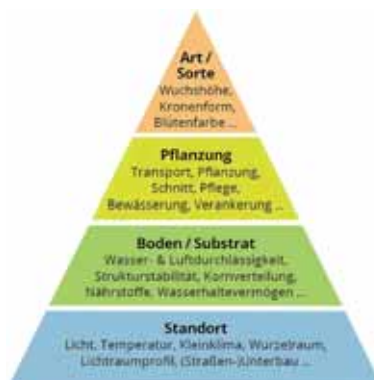 Art /
Sorte
Wuchshöhe,
Kronenform,
Blütenfarbe ...
Pflanzung
Transport, Pflanzung,
Schnitt, Pflege,
Bewässerung, Verankerung ...
Boden / Substrat
Wasser- & Luftdurchlässigkeit,
Strukturstabilität, Kornverteilung,
Nährstoffe, Wasserhaltevermögen ...
Standort
Licht, Temperatur, Kleinklima, Wurzelraum,
Lichtraumprofil, (Straßen-)Unterbau ...